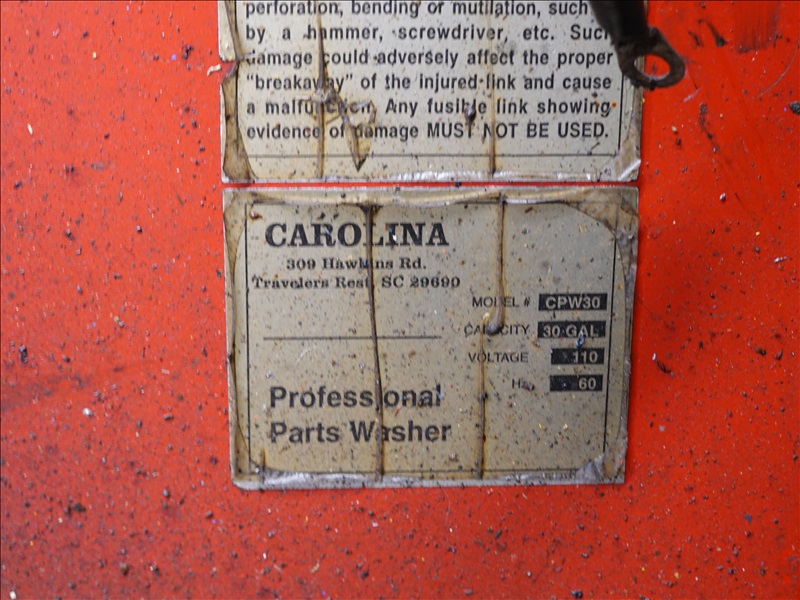 perforation, bending or mutilation, such
by a hammer, screwdriver, etc. Such
damage could adversely affect the proper
"breakaway" of the injured link and cause
a malfunction. Any fusible link showing
evidence of damage MUST NOT BE USED.
CAROLINA
309 Hawkins Rd.
Travelers Rest, SC 29690
MODEL # CPW30
CAPACITY 30 GAL
VOLTAGE 110
Hz 60
Professional
Parts Washer